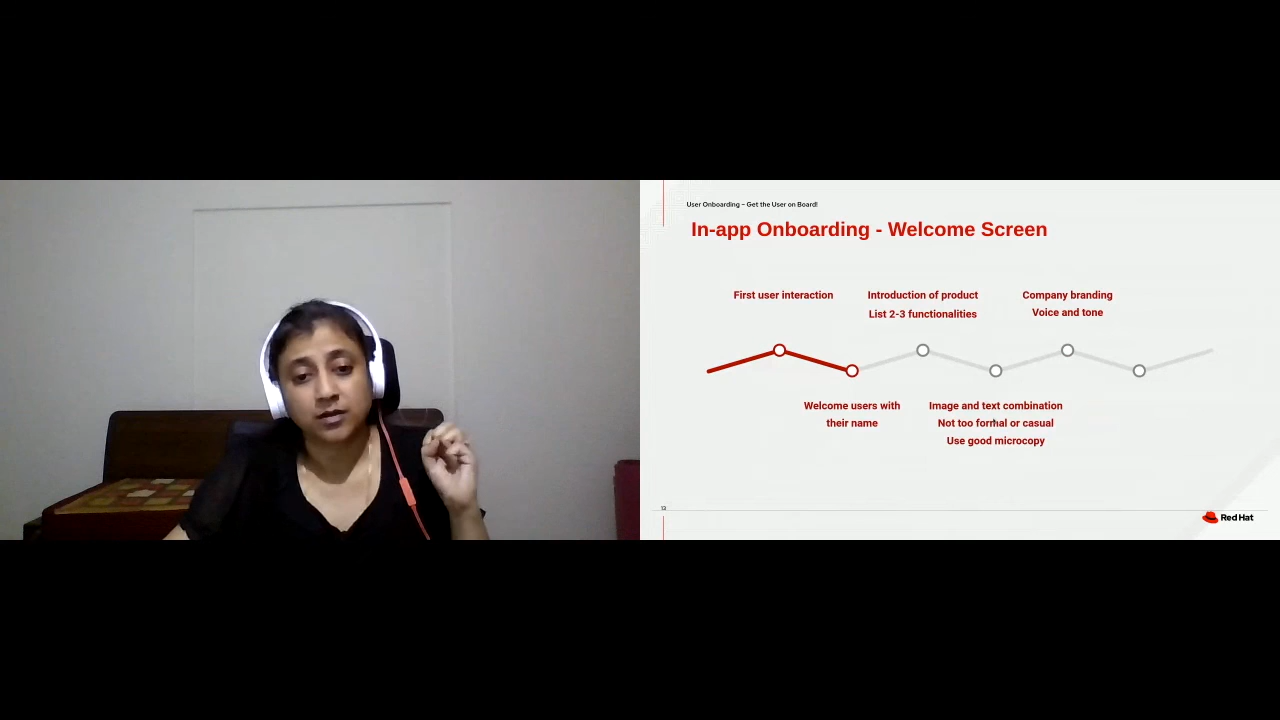 User Onboarding – Get the User on Board!
In-app Onboarding - Welcome Screen
First user interaction
Introduction of product
List 2-3 functionalities
Company branding
Voice and tone
Welcome users with
their name
Image and text combination
Not too formal or casual
Use good microcopy
13
Red Hat